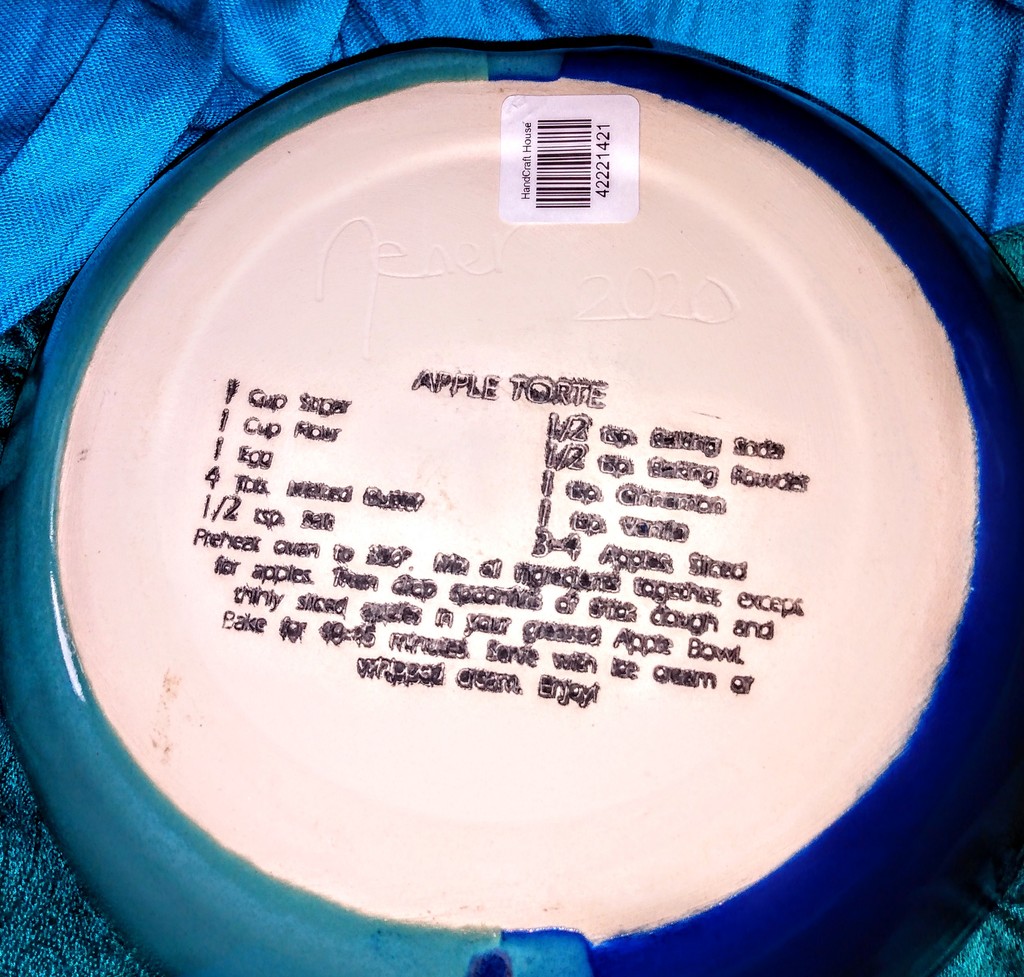 HandCraft House
42221421
2020
APPLE TORTE
1 Cup Sugar
1 Cup Flour
1 Egg
4 Tbls. Melted Butter
1/2 tsp. Salt
1/2 tsp. Baking Soda
1/2 tsp. Baking Powder
1 tsp. Cinnamon
1 tsp. Vanilla
3-4 Apples Sliced
Preheat oven to 350°. Mix all ingredients together, except
for apples. Then drop spoonfuls of thick dough and
thinly sliced apples in your greased Apple Bowl.
Bake for minutes. Serve with ice cream or
whipped cream. Enjoy!